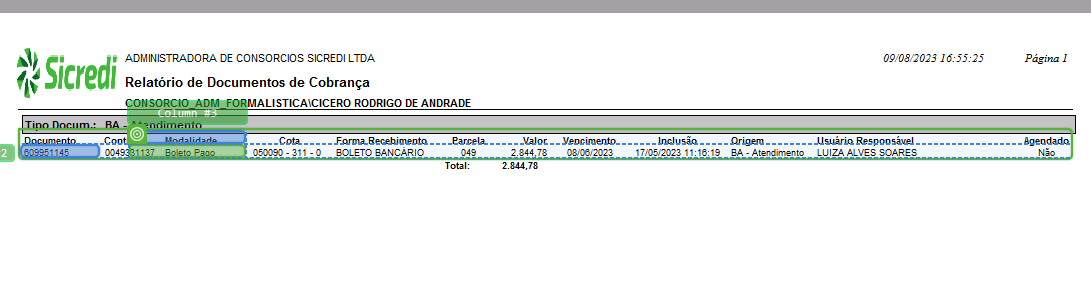 Sicredi
ADMINISTRADORA DE CONSORCIOS SICREDI LTDA
09/08/2023 16:55:25 Página 1
Relatório de Documentos de Cobrança
CONSORCIO_ADM_FORMALISTICA\CICERO RODRIGO DE ANDRADE
Column #3
Tipo Docum.: BA - Atendimento
Documento Cont Modalidade Cota Forma Recebimento Parcela Valor Vencimento Inclusão Origem Usuário Responsável Agendado
2
609951145 0049331137 Boleto Pago 050090 - 311 - 0 BOLETO BANCÁRIO 049 2.844,78 08/06/2023 17/05/2023 11:16:19 BA - Atendimento LUIZA ALVES SOARES Não
Total: 2.844,78